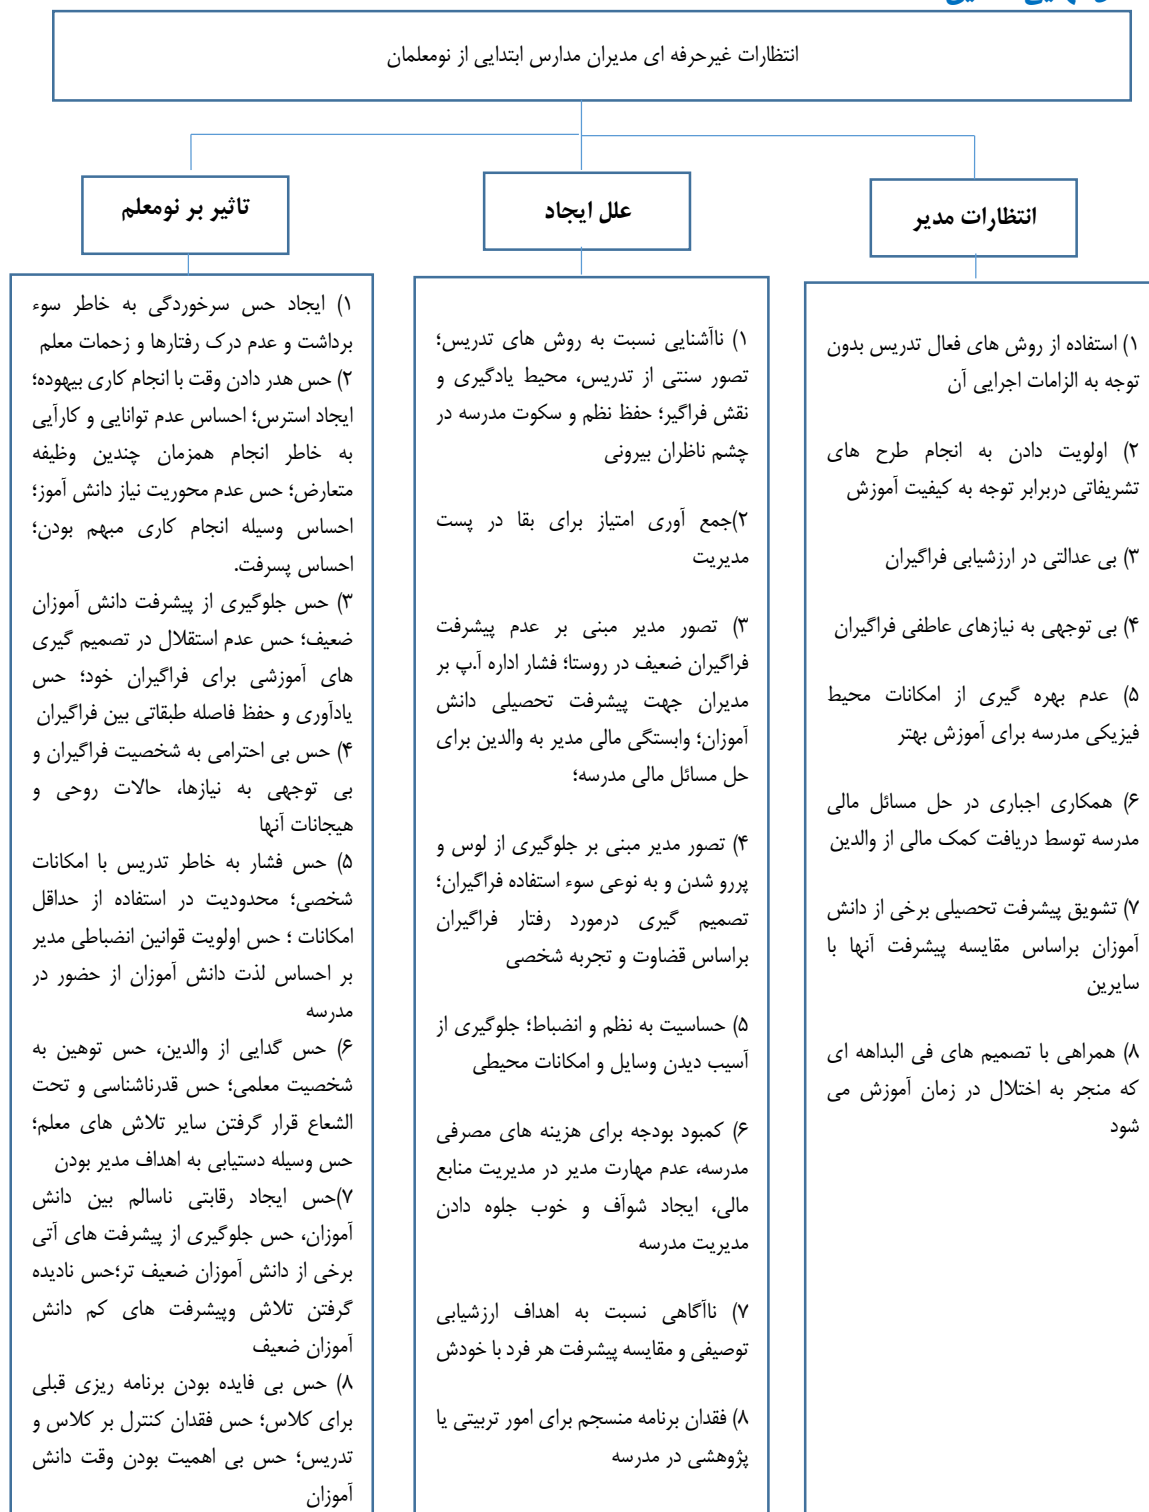 انتظارات غیرحرفه ای مدیران مدارس ابتدایی از نومعلمان
انتظارات مدیر
۱) استفاده از روش های فعال تدریس بدون
توجه به الزامات اجرایی آن
۲) اولویت دادن به انجام طرح های
تشریفاتی دربرابر توجه به کیفیت آموزش
۳) بی عدالتی در ارزشیابی فراگیران
۴) بی توجهی به نیازهای عاطفی فراگیران
۵) عدم بهره گیری از امکانات محیط
فیزیکی مدرسه برای آموزش بهتر
۶) همکاری اجباری در حل مسائل مالی
مدرسه توسط دریافت کمک مالی از والدین
۷) تشویق پیشرفت تحصیلی برخی از دانش
آموزان براساس مقایسه پیشرفت آنها با
سایرین
۸) همراهی با تصمیم های فی البداهه ای
که منجر به اختلال در زمان آموزش می
شود
علل ایجاد
۱) ناآشنایی نسبت به روش های تدریس؛
تصور سنتی از تدریس، محیط یادگیری و
نقش فراگیر؛ حفظ نظم و سکوت مدرسه در
چشم ناظران بیرونی
۲)جمع آوری امتیاز برای بقا در پست
مدیریت
۳) تصور مدیر مبنی بر عدم پیشرفت
فراگیران ضعیف در روستا؛ فشار اداره آ.پ بر
مدیران جهت پیشرفت تحصیلی دانش
آموزان؛ وابستگی مالی مدیر به والدین برای
حل مسائل مالی مدرسه؛
۴) تصور مدیر مبنی بر جلوگیری از لوس و
پررو شدن و به نوعی سوء استفاده فراگیران؛
تصمیم گیری درمورد رفتار فراگیران
براساس قضاوت و تجربه شخصی
۵) حساسیت به نظم و انضباط؛ جلوگیری از
آسیب دیدن وسایل و امکانات محیطی
۶) کمبود بودجه برای هزینه های مصرفی
مدرسه، عدم مهارت مدیر در مدیریت منابع
مالی، ایجاد شوآف و خوب جلوه دادن
مدیریت مدرسه
۷) ناآگاهی نسبت به اهداف ارزشیابی
توصیفی و مقایسه پیشرفت هر فرد با خودش
۸) فقدان برنامه منسجم برای امور تربیتی یا
پژوهشی در مدرسه
تاثیر بر نومعلم
۱) ایجاد حس سرخوردگی به خاطر سوء
برداشت و عدم درک رفتارها و زحمات معلم
۲) حس هدر دادن وقت با انجام کاری بیهوده؛
ایجاد استرس؛ احساس عدم توانایی و کارآیی
به خاطر انجام همزمان چندین وظیفه
متعارض؛ حس عدم محوریت نیاز دانش آموز؛
احساس وسیله انجام کاری مبهم بودن؛
احساس پسرفت.
۳) حس جلوگیری از پیشرفت دانش آموزان
ضعیف؛ حس عدم استقلال در تصمیم گیری
های آموزشی برای فراگیران خود؛ حس
یادآوری و حفظ فاصله طبقاتی بین فراگیران
۴) حس بی احترامی به شخصیت فراگیران و
بی توجهی به نیازها، حالات روحی و
هیجانات آنها
۵) حس فشار به خاطر تدریس با امکانات
شخصی؛ محدودیت در استفاده از حداقل
امکانات ؛ حس اولویت قوانین انضباطی مدیر
بر احساس لذت دانش آموزان از حضور در
مدرسه
۶) حس گدایی از والدین، حس توهین به
شخصیت معلمی؛ حس قدرناشناسی و تحت
الشعاع قرار گرفتن سایر تلاش های معلم؛
حس وسیله دستیابی به اهداف مدیر بودن
۷)حس ایجاد رقابتی ناسالم بین دانش
آموزان، حس جلوگیری از پیشرفت های آتی
برخی از دانش آموزان ضعیف تر؛حس نادیده
گرفتن تلاش وپیشرفت های کم دانش
آموزان ضعیف
۸) حس بی فایده بودن برنامه ریزی قبلی
برای کلاس؛ حس فقدان کنترل بر کلاس و
تدریس؛ حس بی اهمیت بودن وقت دانش
آموزان